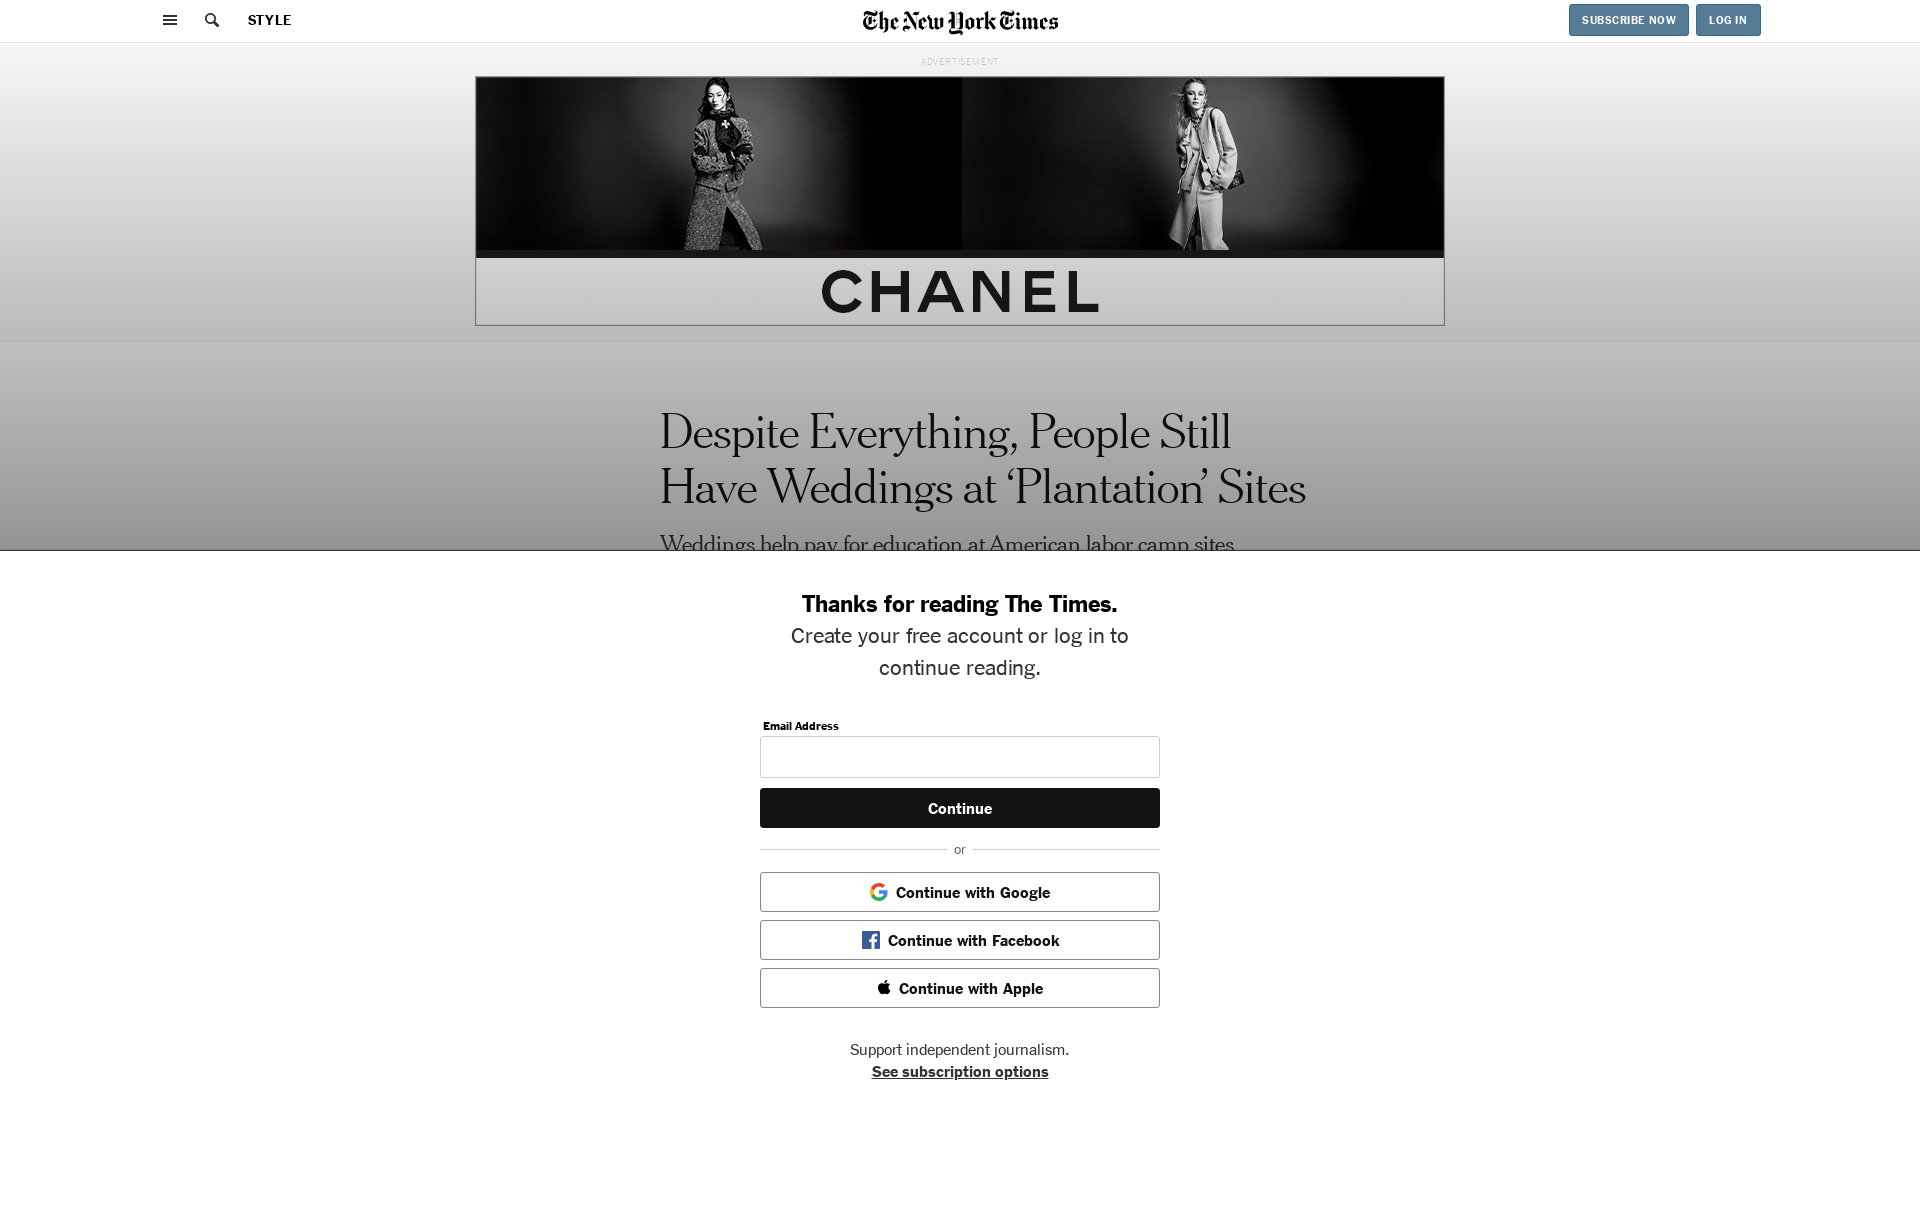 STYLE
The New York Times
SUBSCRIBE NOW
LOG IN
ADVERTISEMENT
CHANEL
Despite Everything, People Still
Have Weddings at ‘Plantation’ Sites
Weddings help pay for education at American labor camp sites
Thanks for reading The Times.
Create your free account or log in to
continue reading.
Email Address
Continue
or
Continue with Google
Continue with Facebook
Continue with Apple
Support independent journalism.
See subscription options